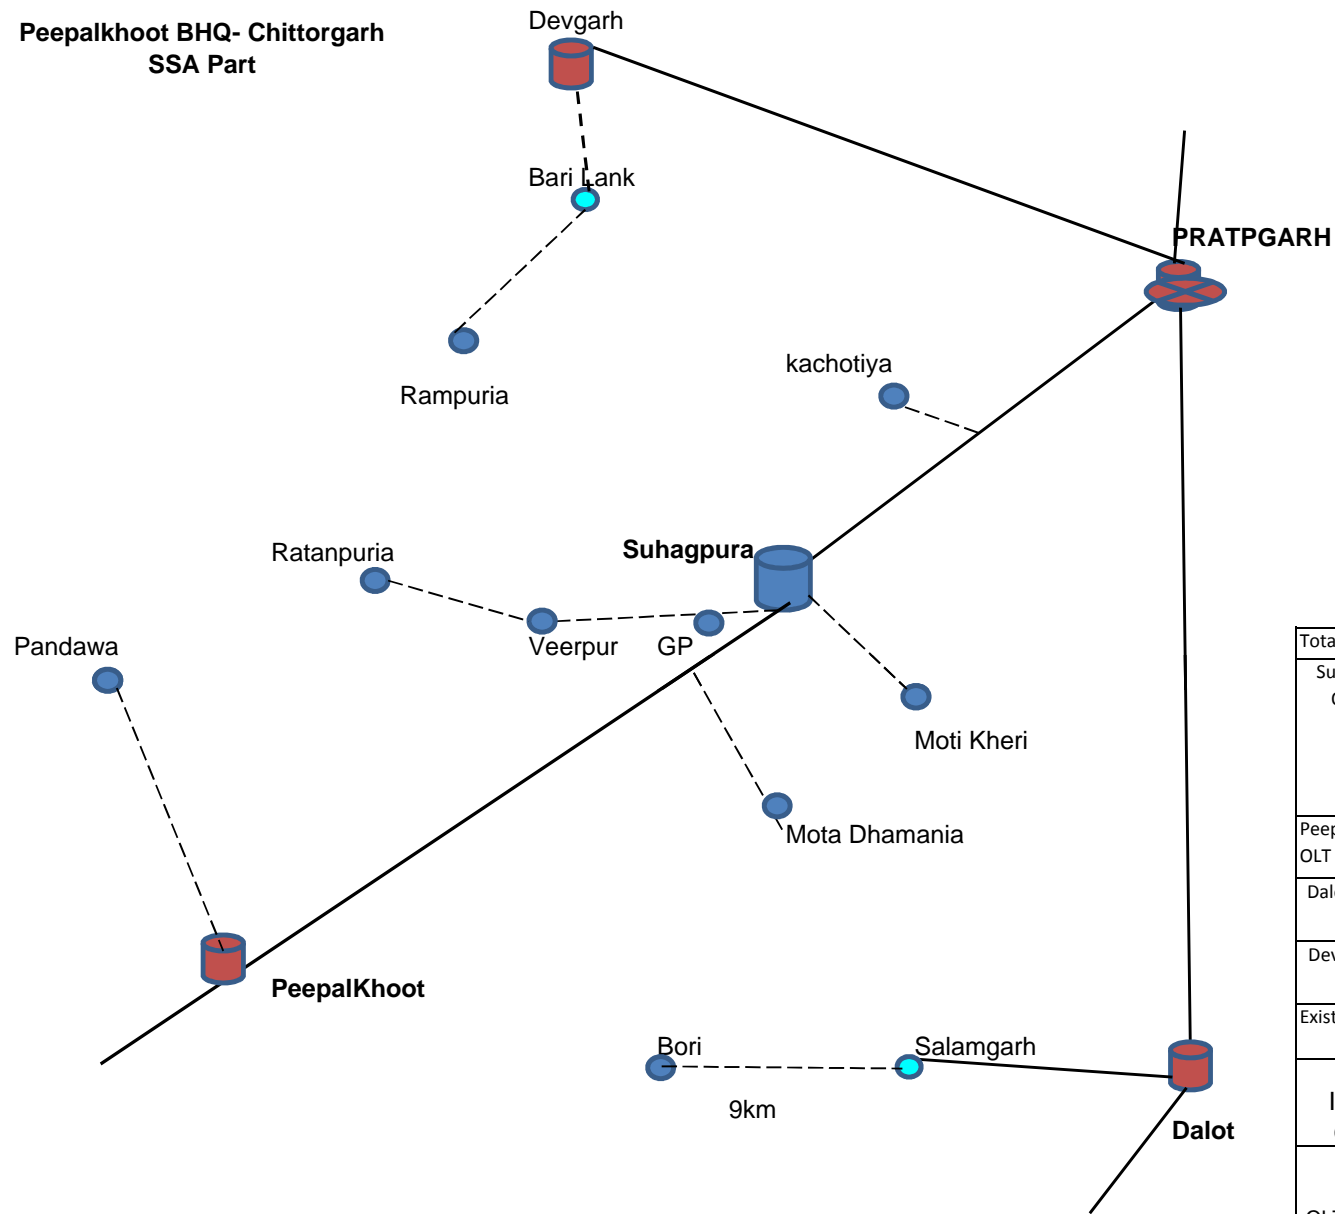 Peepalkhoot BHQ- Chittorgarh
SSA Part
Devgarh
Bari Lank
PRATPGARH
Rampuria
kachotiya
Ratanpuria
Suhagpura
Pandawa
Veerpur
GP
Moti Kheri
Mota Dhamania
PeepalKhoot
Bori
Salamgarh
9km
Dalot
OLT